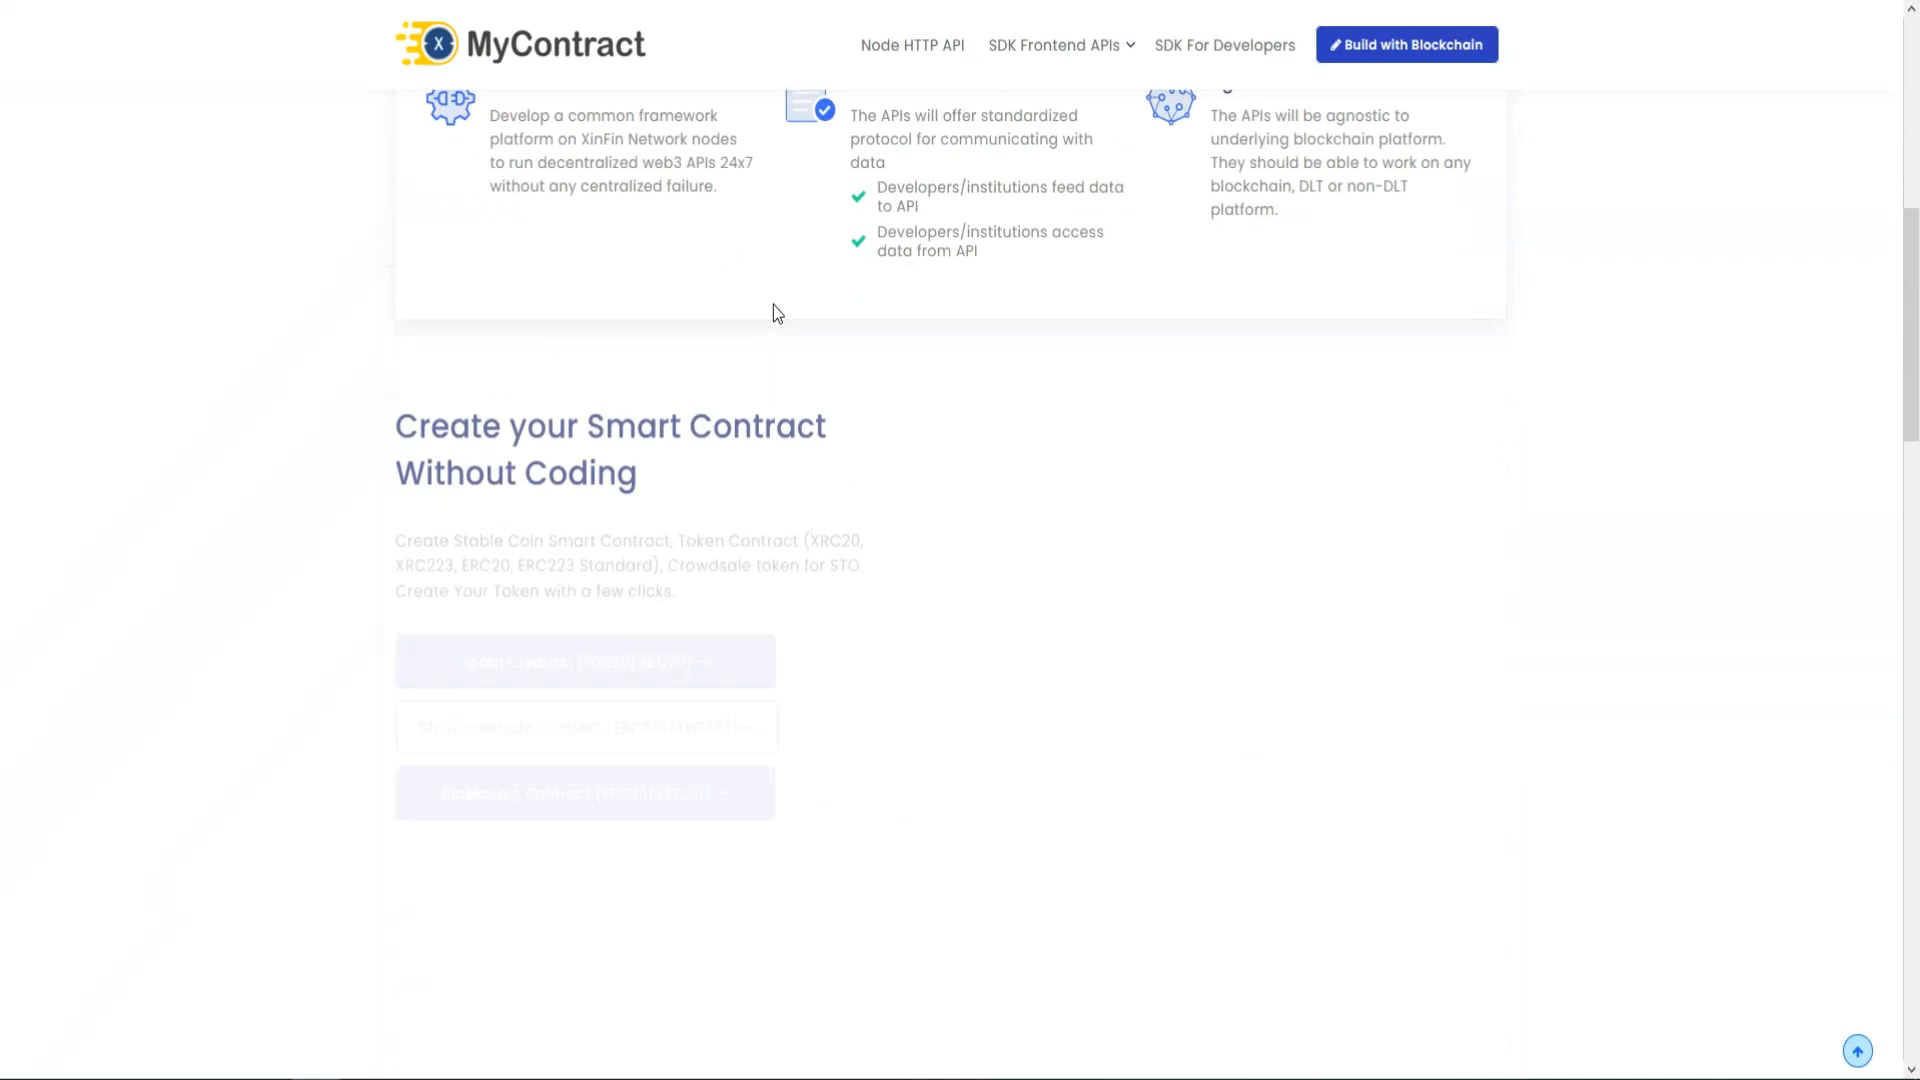 MyContract
Node HTTP API
SDK Frontend APIs
SDK For Developers
Build with Blockchain
Develop a common framework
platform on XinFin Network nodes
to run decentralized web3 APIs 24x7
without any centralized failure.
The APIs will offer standardized
protocol for communicating with
data
Developers/institutions feed data
to API
Developers/institutions access
data from API
The APIs will be agnostic to
underlying blockchain platform.
They should be able to work on any
blockchain, DLT or non-DLT
platform.
Create your Smart Contract
Without Coding
Create Stable Coin Smart Contract, Token Contract (XRC20,
XRC223, ERC20, ERC223 Standard), Crowdsale token for STO.
Create Your Token with a few clicks.